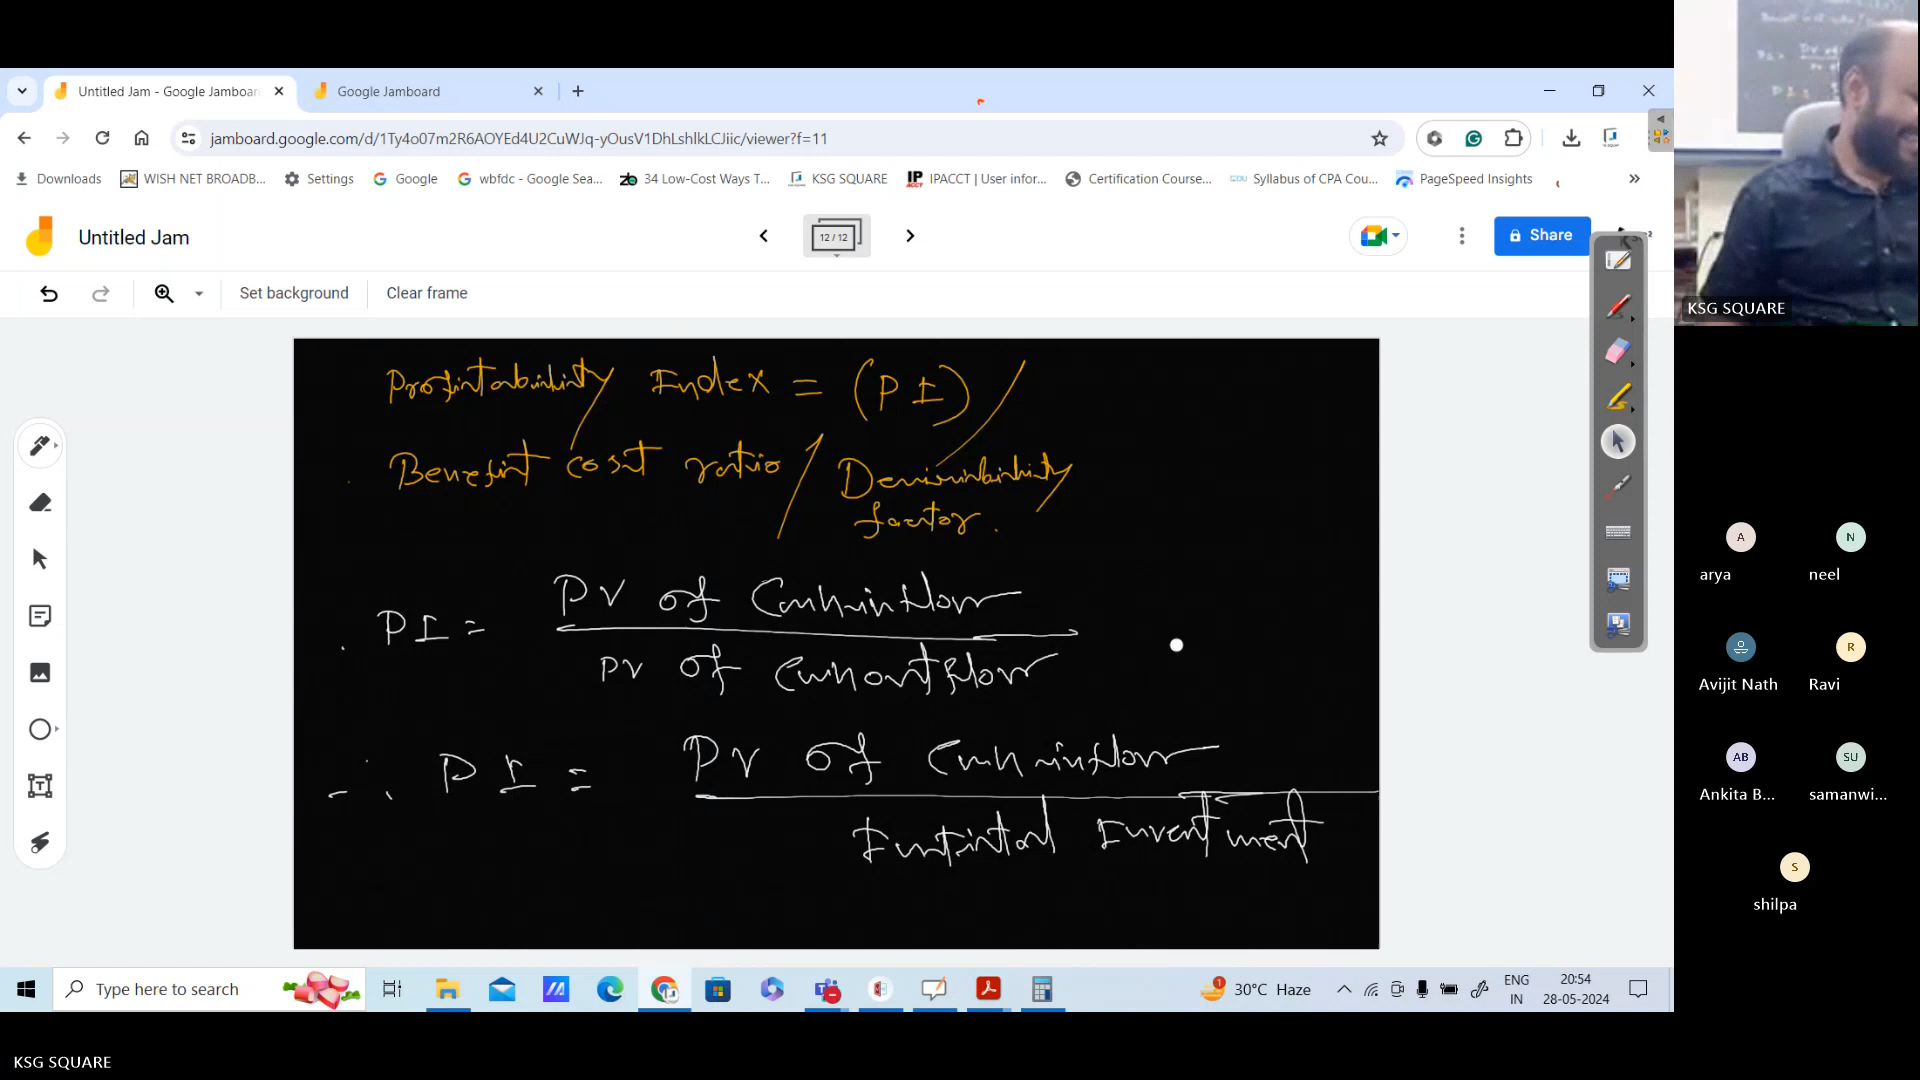 Untitled Jam - Google Jamboar
Google Jamboard
jamboard.google.com/d/1Ty4o07m2R6AOYEd4U2CuWJq-yOusV1DhLshlkLCJiic/viewer?f=11
Downloads WISH NET BROADB... Settings Google wbfdc - Google Sea... 34 Low-Cost Ways T... KSG SQUARE IPACCT | User infor... Certification Course... Syllabus of CPA Cou... PageSpeed Insights
Untitled Jam
12 / 12
Share
Set background Clear frame
Profitability Index = (PI) /
Benefit cost ratio / Desirability
factor.
PI = PV of Cash inflow
PV of Cash outflow
∴ PI = PV of Cash inflow
Initial Investment
KSG SQUARE
A
arya
N
neel
Avijit Nath
R
Ravi
AB
Ankita B...
SU
samanwi...
S
shilpa
Type here to search
1
30°C Haze
ENG
IN
20:54
28-05-2024
KSG SQUARE